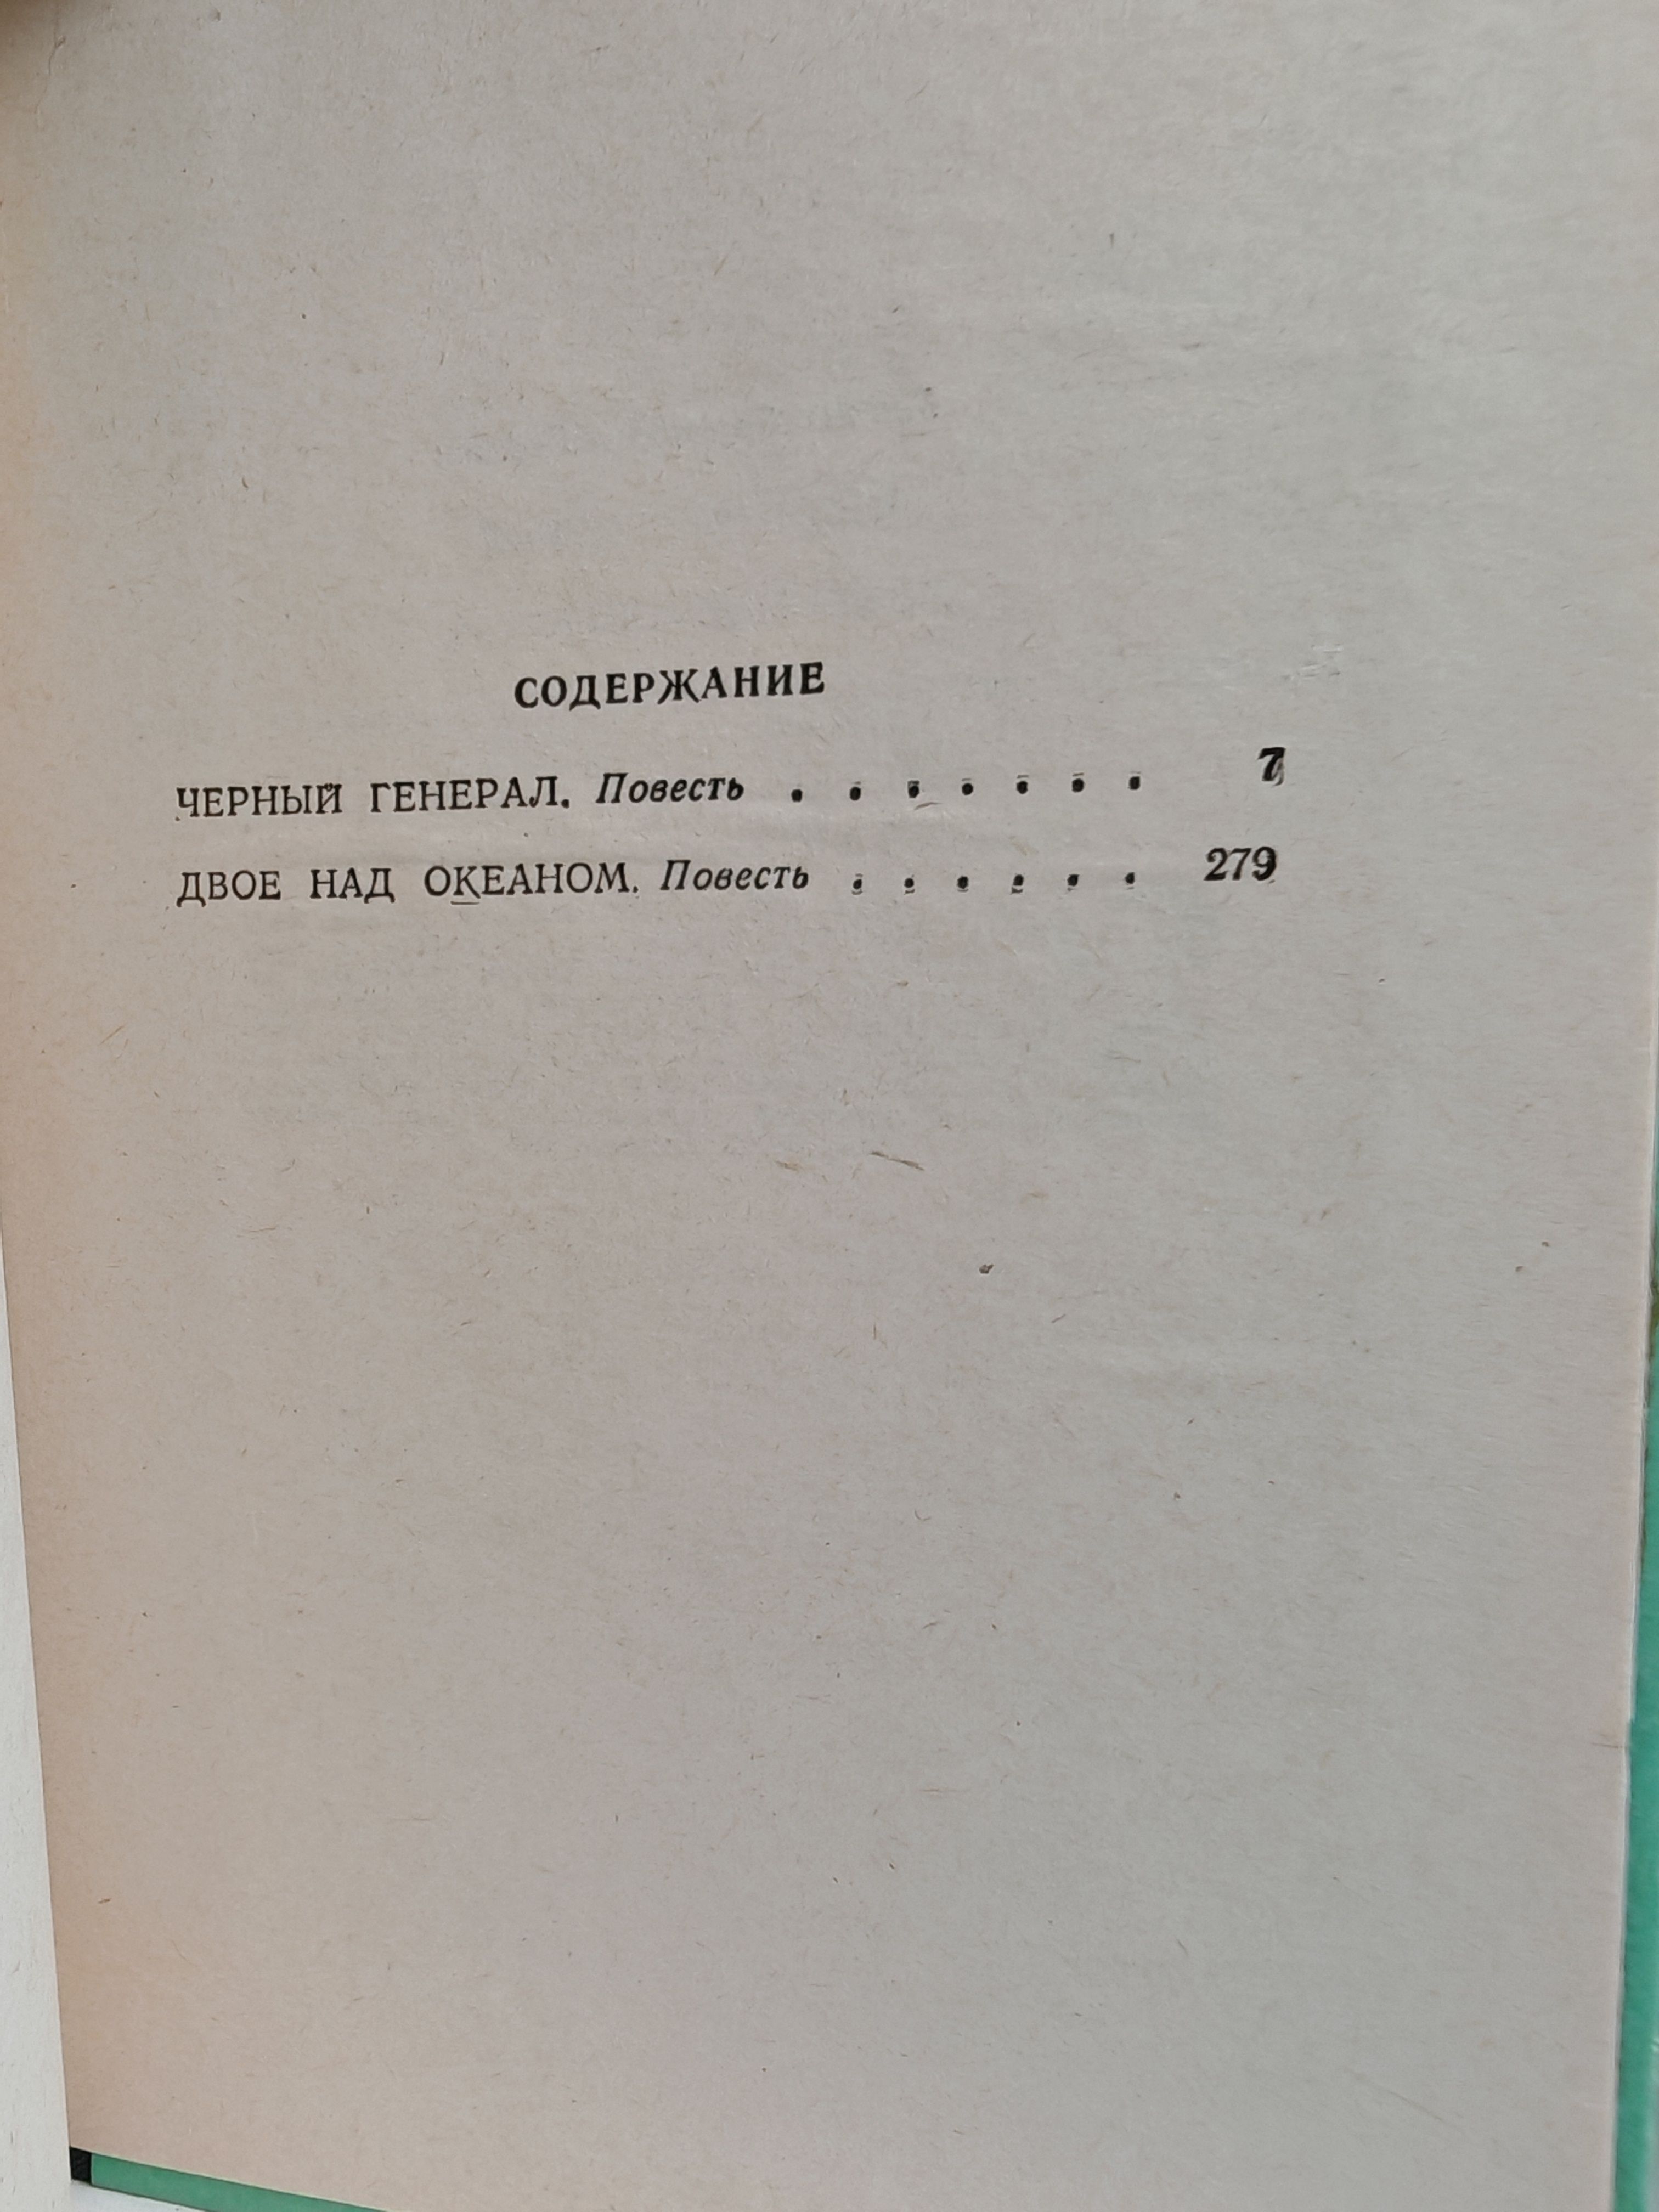 СОДЕРЖАНИЕ
ЧЕРНЫЙ ГЕНЕРАЛ. Повесть . . . . . . . 7
ДВОЕ НАД ОКЕАНОМ. Повесть . . . . . . 279